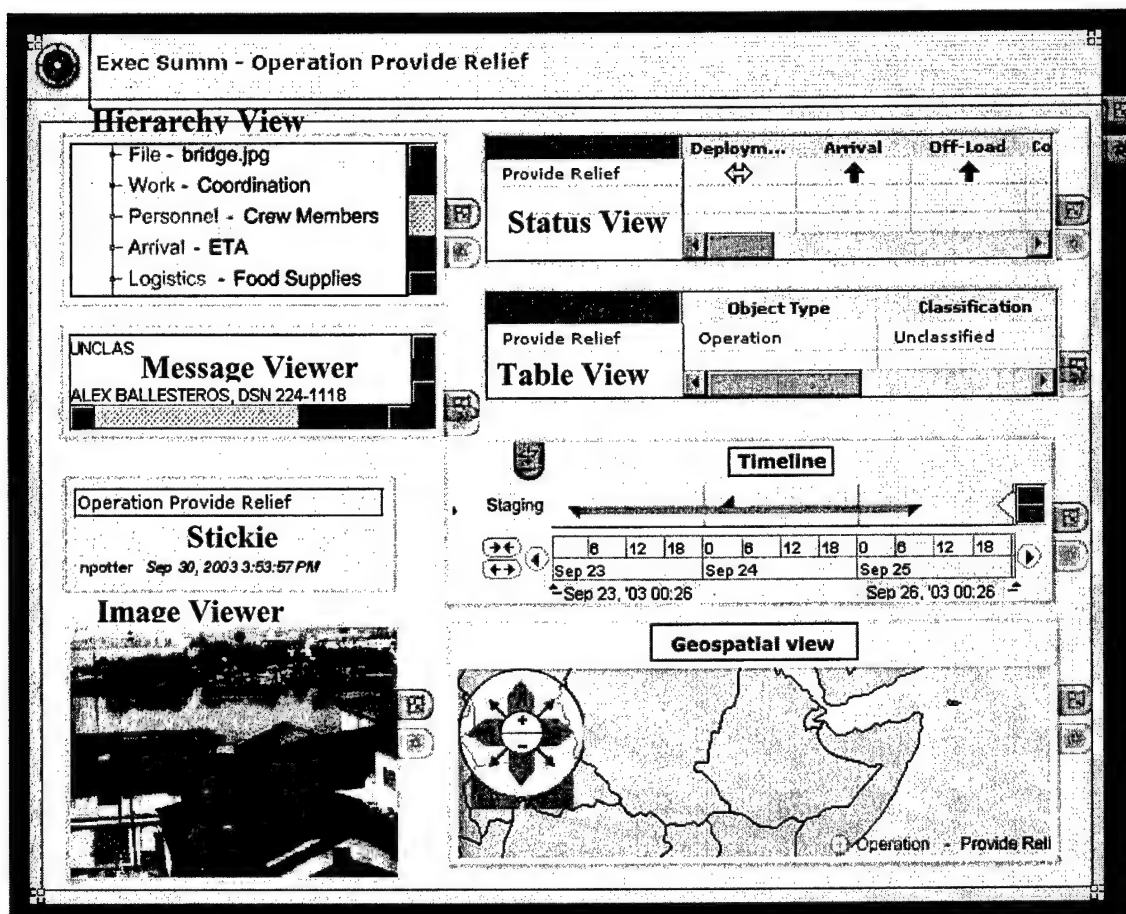 Exec Summ - Operation Provide Relief
Hierarchy View
File - bridge.jpg
Work - Coordination
Personnel - Crew Members
Arrival - ETA
Logistics - Food Supplies
Deploym... Arrival Off-Load Co
Provide Relief
Status View
UNCLAS
Message Viewer
ALEX BALLESTEROS, DSN 224-1118
Object Type Classification
Provide Relief Operation Unclassified
Table View
Operation Provide Relief
Stickie
npotter Sep 30, 2003 3:53:57 PM
Timeline
Staging
6 12 18 0 6 12 18 0 6 12 18
Sep 23 Sep 24 Sep 25
Sep 23, '03 00:26 Sep 26, '03 00:26
Image Viewer
Geospatial view
Operation - Provide Reli